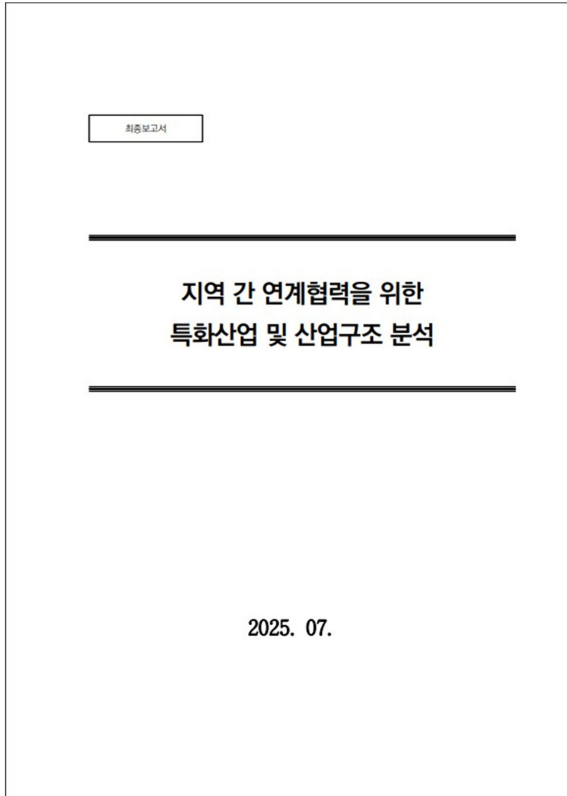 최종보고서
지역 간 연계협력을 위한
특화산업 및 산업구조 분석
2025. 07.